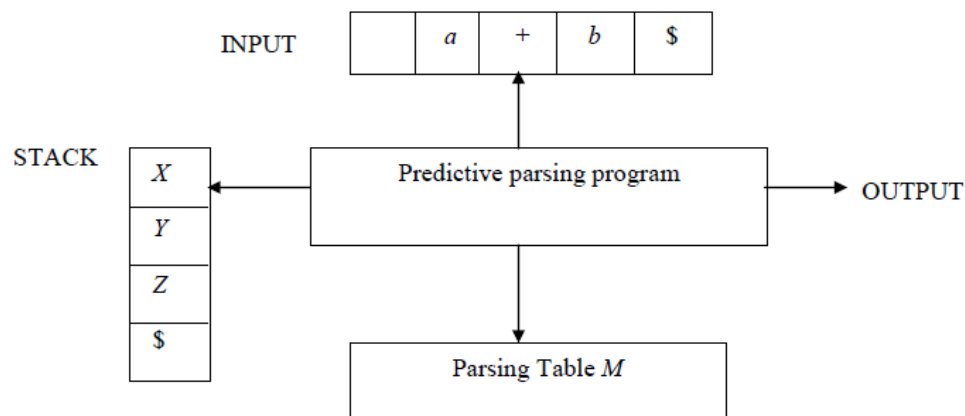 INPUT
a + b $
STACK
X
Y
Z
$
Predictive parsing program
OUTPUT
Parsing Table M